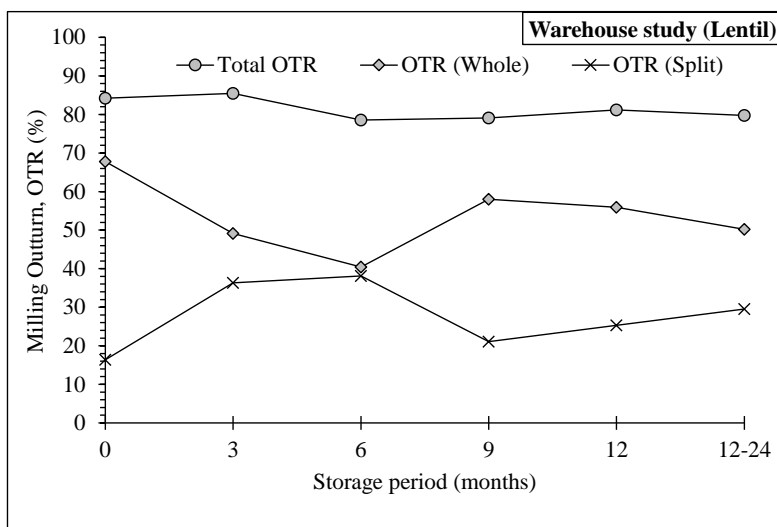 Warehouse study (Lentil)
Total OTR
OTR (Whole)
OTR (Split)
Milling Outturn, OTR (%)
100
90
80
70
60
50
40
30
20
10
0
0 3 6 9 12 12-24
Storage period (months)